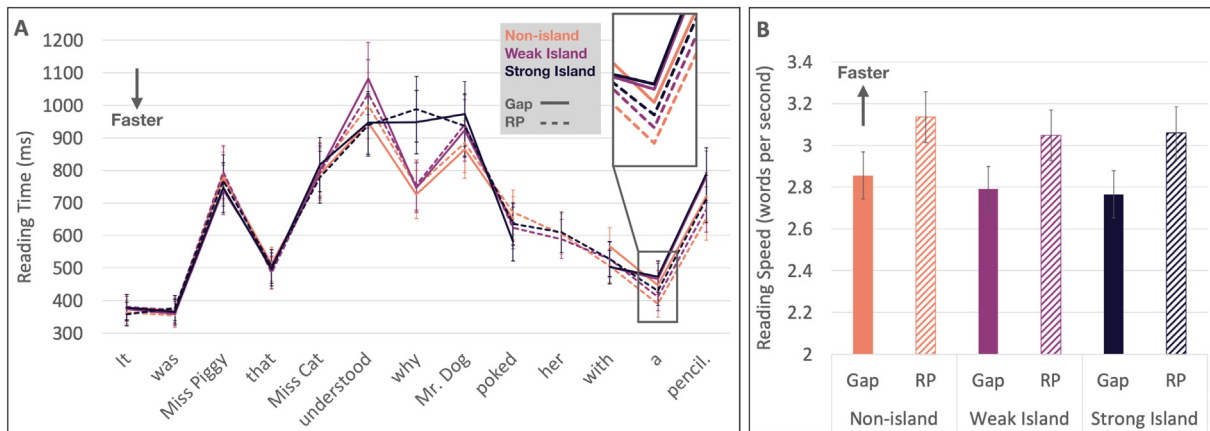 A
1200
1100
1000
900
800
700
600
500
400
300
Reading Time (ms)
Faster
Non-island
Weak Island
Strong Island
Gap
RP
It
was
Miss Piggy
that
Miss Cat
understood
why
Mr. Dog
poked
her
with
a
pencil.
B
3.4
3.2
3
2.8
2.6
2.4
2.2
2
Reading Speed (words per second)
Faster
Gap RP Gap RP Gap RP
Non-island Weak Island Strong Island